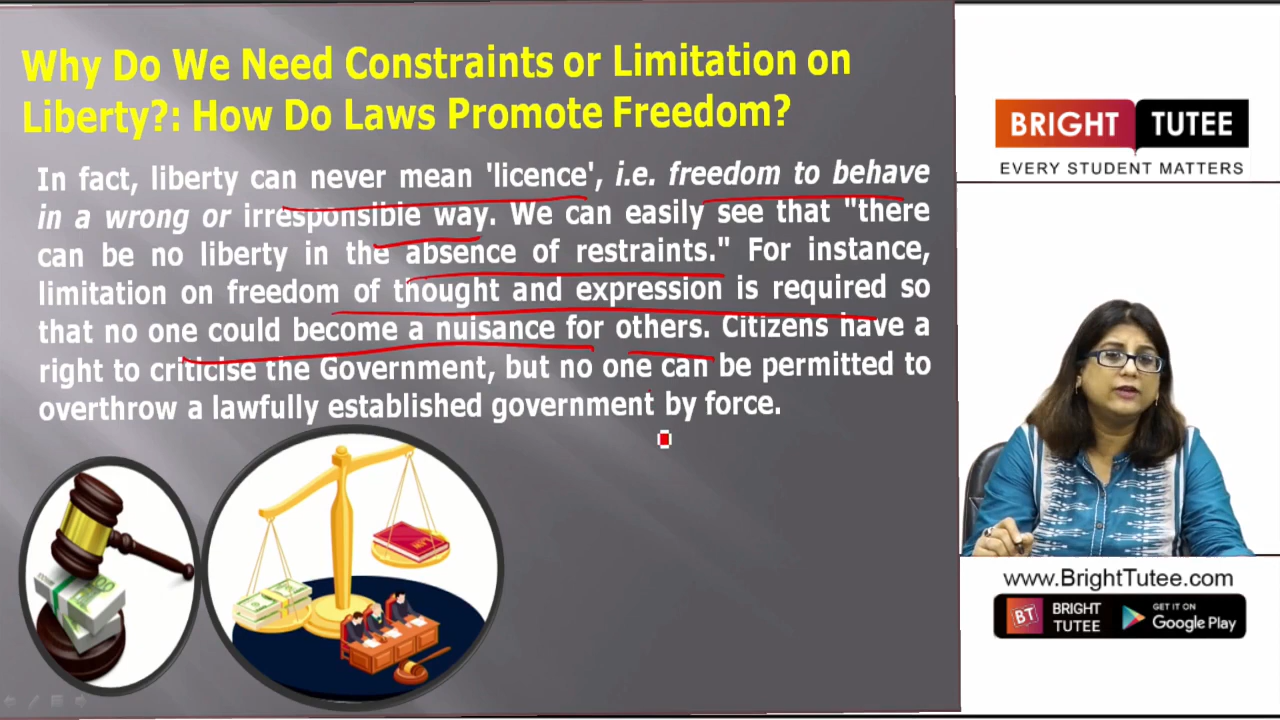 Why Do We Need Constraints or Limitation on
Liberty?: How Do Laws Promote Freedom?
In fact, liberty can never mean 'licence', i.e. freedom to behave
in a wrong or irresponsible way. We can easily see that "there
can be no liberty in the absence of restraints." For instance,
limitation on freedom of thought and expression is required so
that no one could become a nuisance for others. Citizens have a
right to criticise the Government, but no one can be permitted to
overthrow a lawfully established government by force.
BRIGHT TUTEE
EVERY STUDENT MATTERS
www.BrightTutee.com
BT
BRIGHT
TUTEE
GET IT ON
Google Play